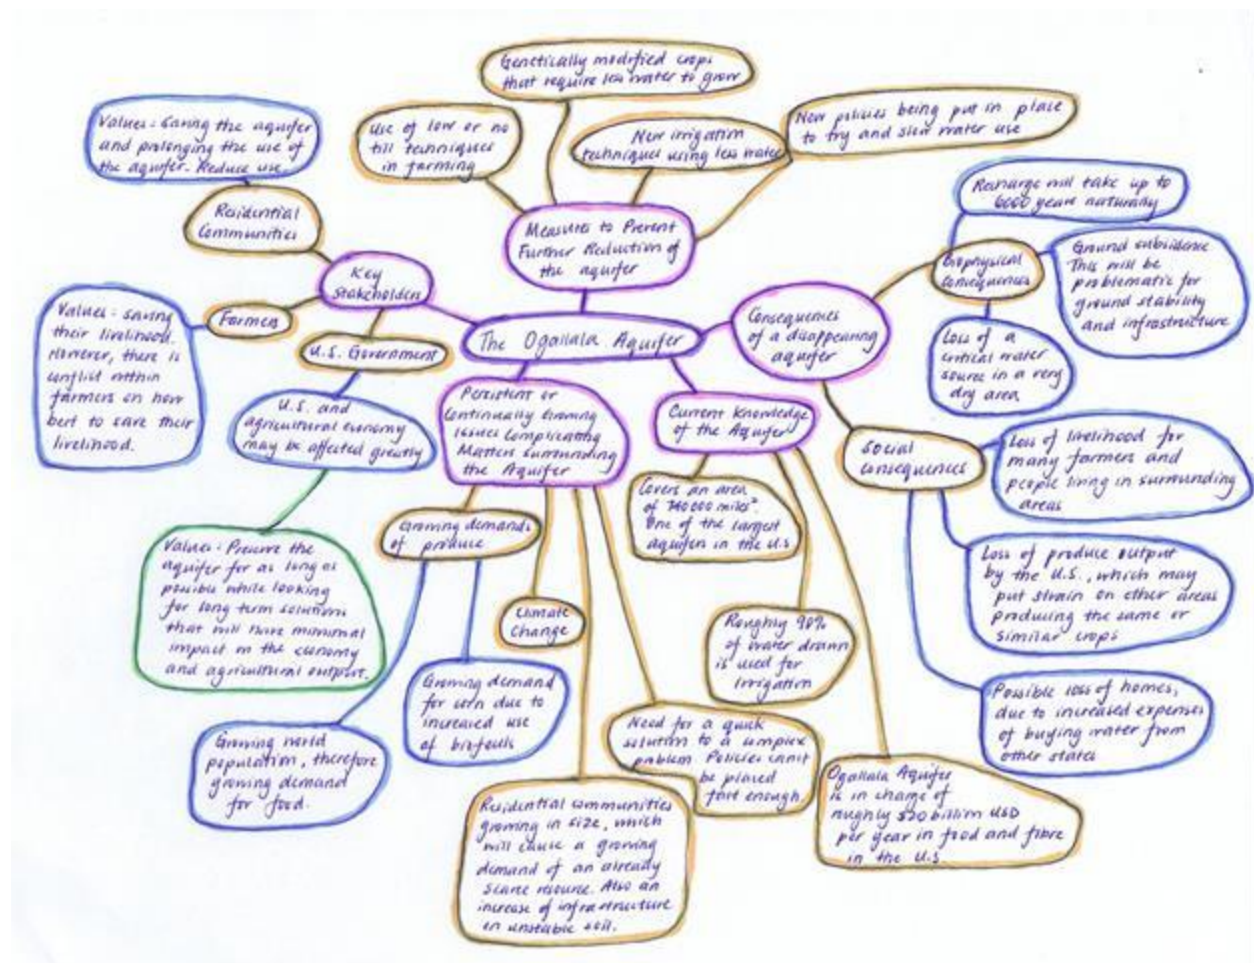 Genetically modified crops
that require less water to grow
Use of low or no
till techniques
in farming
New irrigation
techniques using less water
New policies being put in place
to try and slow water use
Values: Saving the aquifer
and prolonging the use of
the aquifer. Reduce use.
Residential
Communities
Measures to Prevent
Further Reduction of
the aquifer
Recharge will take up to
6000 years naturally
Biophysical
Consequences
Ground subsidence
This will be
problematic for
ground stability
and infrastructure
Loss of a
critical water
source in a very
dry area
Key
Stakeholders
Farmers
U.S. Government
Values: saving
their livelihood.
However, there is
conflict within
farmers on how
best to save their
livelihood.
The Ogallala Aquifer
Consequences
of a disappearing
aquifer
U.S. and
agricultural economy
may be affected greatly
Values: Preserve the
aquifer for as long as
possible while looking
for long term solutions
that will have minimal
impact on the economy
and agricultural output.
Persistent or
Continually Growing
Issues Complicating
Matters Surrounding
the Aquifer
Current Knowledge
of the Aquifer
Social
Consequences
Loss of livelihood for
many farmers and
people living in surrounding
areas
Loss of produce output
by the U.S., which may
put strain on other areas
producing the same or
similar crops
Possible loss of homes,
due to increased expenses
of buying water from
other states
Growing demands
of produce
Covers an area
of miles².
One of the largest
aquifers in the U.S
Climate
Change
Roughly 90%
of water drawn
is used for
irrigation
Growing demand
for corn due to
increased use
of biofuels
Growing world
population, therefore
growing demand
for food.
Need for a quick
solution to a complex
problem. Policies can't
be placed
fast enough.
Residential communities
growing in size, which
will cause a growing
demand of an already
scarce resource. Also an
increase of infrastructure
on unstable soil.
Ogallala Aquifer
is in charge of
roughly $20 billion USD
per year in food and fibre
in the U.S.